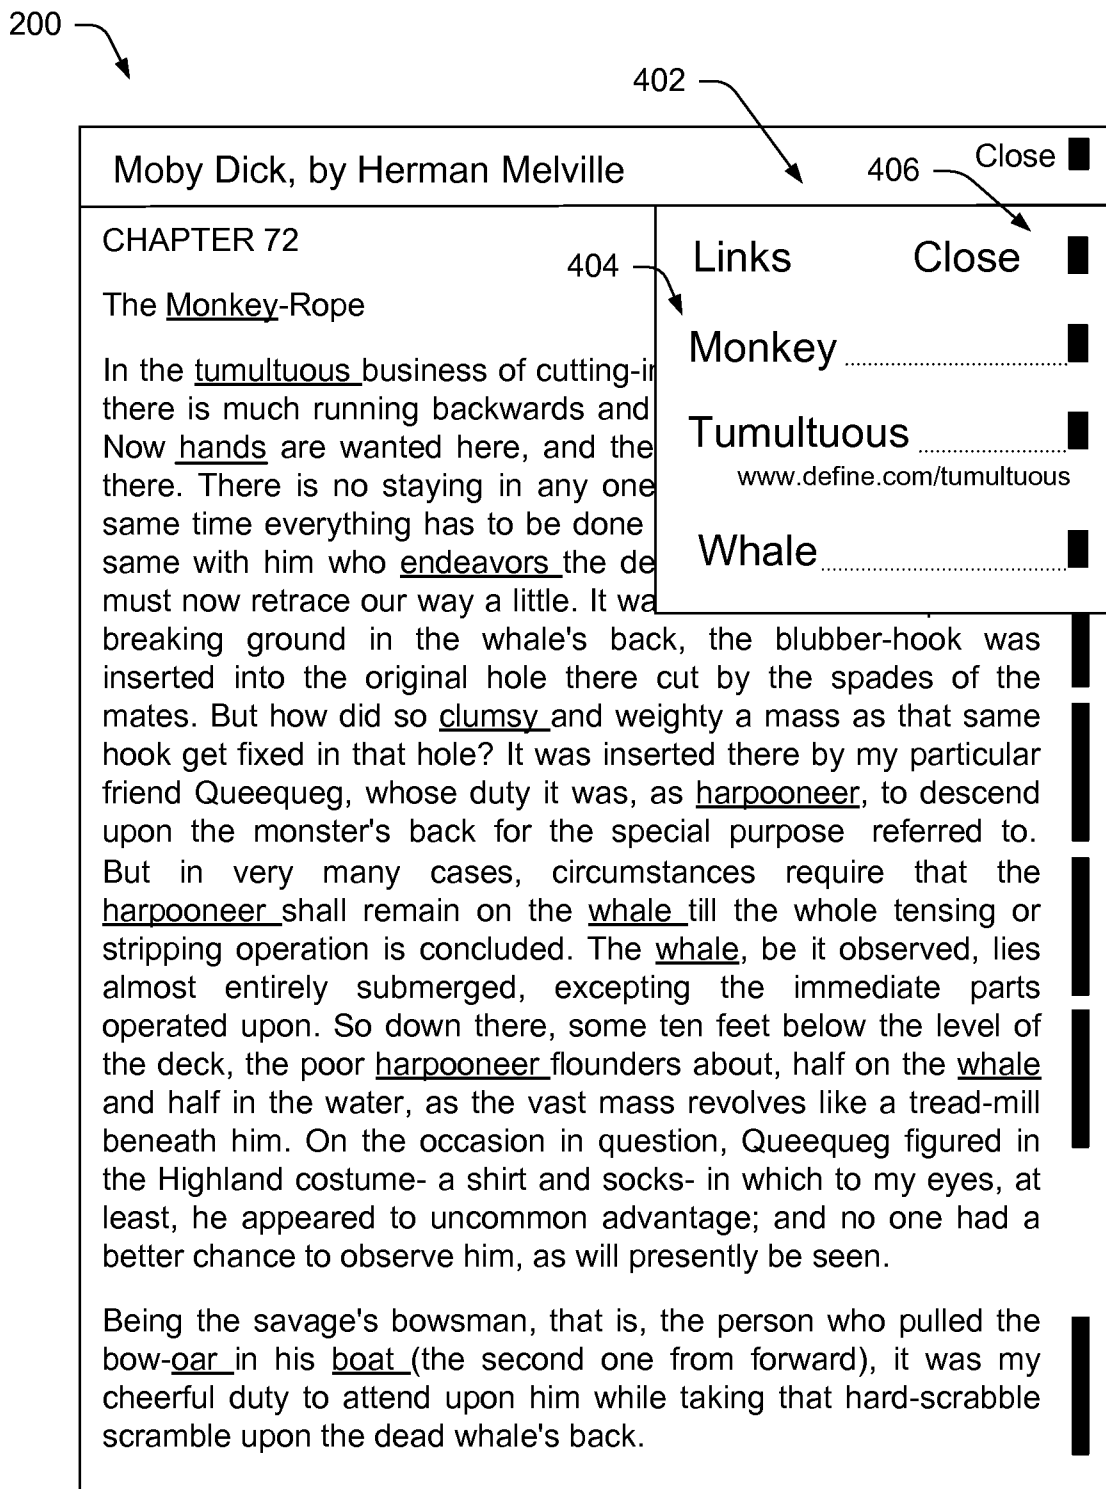 200
402
Moby Dick, by Herman Melville
406
Close
CHAPTER 72
404
Links Close
The Monkey-Rope
Monkey
In the tumultuous business of cutting-in
there is much running backwards and
Tumultuous
Now hands are wanted here, and the
www.define.com/tumultuous
there. There is no staying in any one
same time everything has to be done
Whale
same with him who endeavors the de
must now retrace our way a little. It wa
breaking ground in the whale's back, the blubber-hook was
inserted into the original hole there cut by the spades of the
mates. But how did so clumsy and weighty a mass as that same
hook get fixed in that hole? It was inserted there by my particular
friend Queequeg, whose duty it was, as harpooneer, to descend
upon the monster's back for the special purpose referred to.
But in very many cases, circumstances require that the
harpooneer shall remain on the whale till the whole tensing or
stripping operation is concluded. The whale, be it observed, lies
almost entirely submerged, excepting the immediate parts
operated upon. So down there, some ten feet below the level of
the deck, the poor harpooneer flounders about, half on the whale
and half in the water, as the vast mass revolves like a tread-mill
beneath him. On the occasion in question, Queequeg figured in
the Highland costume- a shirt and socks- in which to my eyes, at
least, he appeared to uncommon advantage; and no one had a
better chance to observe him, as will presently be seen.
Being the savage's bowsman, that is, the person who pulled the
bow-oar in his boat (the second one from forward), it was my
cheerful duty to attend upon him while taking that hard-scrabble
scramble upon the dead whale's back.